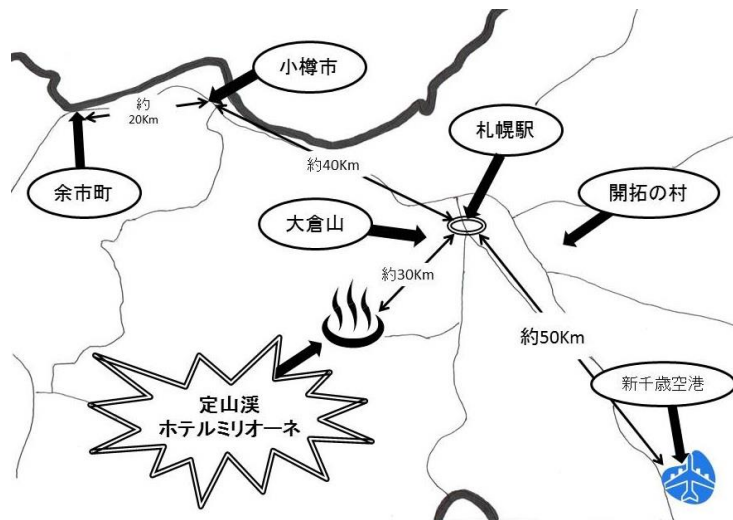 小樽市
約
20Km
札幌駅
約40Km
余市町
開拓の村
大倉山
約30Km
約50Km
新千歳空港
定山渓
ホテルミリオーネ